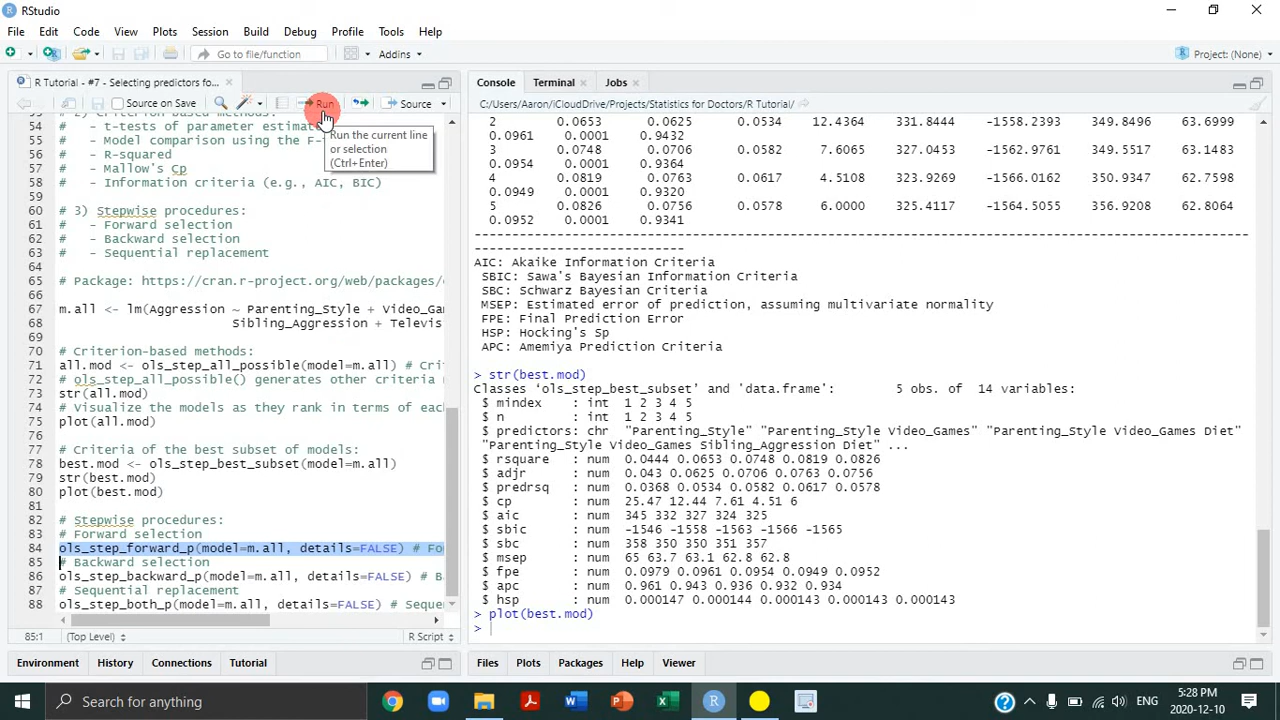 RStudio
File Edit Code View Plots Session Build Debug Profile Tools Help
Go to file/function Addins Project: (None)
R Tutorial - #7 - Selecting predictors fo...
Source on Save Run Source
54 # - t-tests of parameter estimat
55 # - Model comparison using the F-
56 # - R-squared
57 # - Mallow's Cp
58 # - Information criteria (e.g., AIC, BIC)
59
60 # 3) Stepwise procedures:
61 # - Forward selection
62 # - Backward selection
63 # - Sequential replacement
64
65 # Package: https://cran.r-project.org/web/packages/
66
67 m.all <- lm(Aggression ~ Parenting_Style + Video_Ga
68 Sibling_Aggression + Televis
69
70 # Criterion-based methods:
71 all.mod <- ols_step_all_possible(model=m.all) # Cri
72 # ols_step_all_possible() generates other criteria
73 str(all.mod)
74 # Visualize the models as they rank in terms of eac
75 plot(all.mod)
76
77 # Criteria of the best subset of models:
78 best.mod <- ols_step_best_subset(model=m.all)
79 str(best.mod)
80 plot(best.mod)
81
82 # Stepwise procedures:
83 # Forward selection
84 ols_step_forward_p(model=m.all, details=FALSE) # Fo
85 # Backward selection
86 ols_step_backward_p(model=m.all, details=FALSE) # B
87 # Sequential replacement
88 ols_step_both_p(model=m.all, details=FALSE) # Seque
Run the current line
or selection
(Ctrl+Enter)
85:1 (Top Level) R Script
Environment History Connections Tutorial
Console Terminal Jobs
C:/Users/Aaron/iCloudDrive/Projects/Statistics for Doctors/R Tutorial/
2 0.0653 0.0625 0.0534 12.4364 331.8444 -1558.2393 349.5466 63.6999
0.0961 0.0001 0.9432
3 0.0748 0.0706 0.0582 7.6065 327.0453 -1562.9761 349.5517 63.1483
0.0954 0.0001 0.9364
4 0.0819 0.0763 0.0617 4.5108 323.9269 -1566.0162 350.9347 62.7598
0.0949 0.0001 0.9320
5 0.0826 0.0756 0.0578 6.0000 325.4117 -1564.5055 356.9208 62.8064
0.0952 0.0001 0.9341
AIC: Akaike Information Criteria
SBIC: Sawa's Bayesian Information Criteria
SBC: Schwarz Bayesian Criteria
MSEP: Estimated error of prediction, assuming multivariate normality
FPE: Final Prediction Error
HSP: Hocking's Sp
APC: Amemiya Prediction Criteria
> str(best.mod)
Classes ‘ols_step_best_subset’ and 'data.frame': 5 obs. of 14 variables:
$ mindex : int 1 2 3 4 5
$ n : int 1 2 3 4 5
$ predictors: chr "Parenting_Style" "Parenting_Style Video_Games" "Parenting_Style Video_Games Diet"
"Parenting_Style Video_Games Sibling_Aggression Diet" ...
$ rsquare : num 0.0444 0.0653 0.0748 0.0819 0.0826
$ adjr : num 0.043 0.0625 0.0706 0.0763 0.0756
$ predrsq : num 0.0368 0.0534 0.0582 0.0617 0.0578
$ cp : num 25.47 12.44 7.61 4.51 6
$ aic : num 345 332 327 324 325
$ sbic : num -1546 -1558 -1563 -1566 -1565
$ sbc : num 358 350 350 351 357
$ msep : num 65 63.7 63.1 62.8 62.8
$ fpe : num 0.0979 0.0961 0.0954 0.0949 0.0952
$ apc : num 0.961 0.943 0.936 0.932 0.934
$ hsp : num 0.000147 0.000144 0.000143 0.000143 0.000143
> plot(best.mod)
>
Files Plots Packages Help Viewer
Search for anything
ENG
5:28 PM
2020-12-10